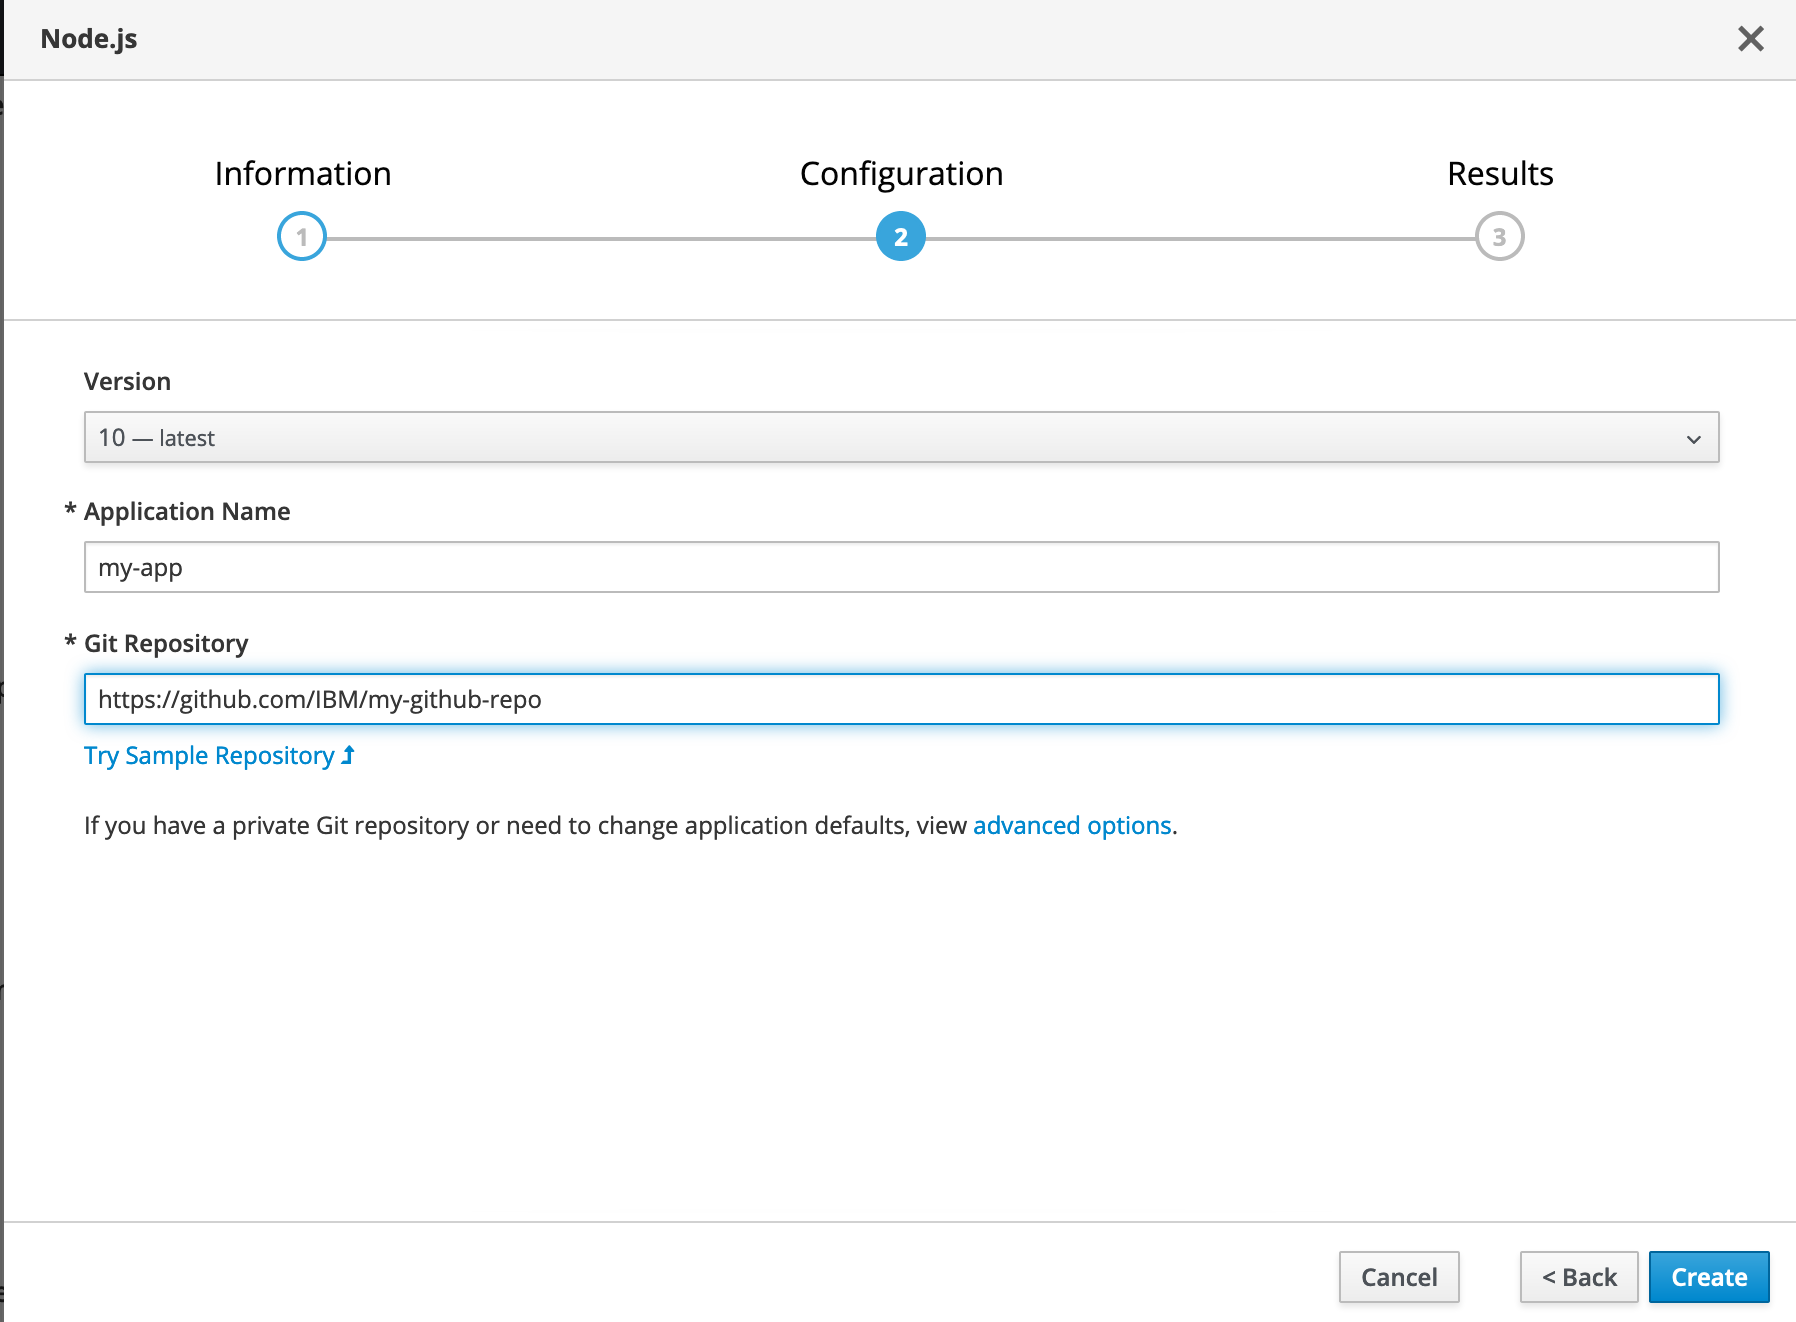 Node.js
Information Configuration Results
1 2 3
Version
10 — latest
* Application Name
my-app
* Git Repository
https://github.com/IBM/my-github-repo
Try Sample Repository
If you have a private Git repository or need to change application defaults, view advanced options.
Cancel < Back Create